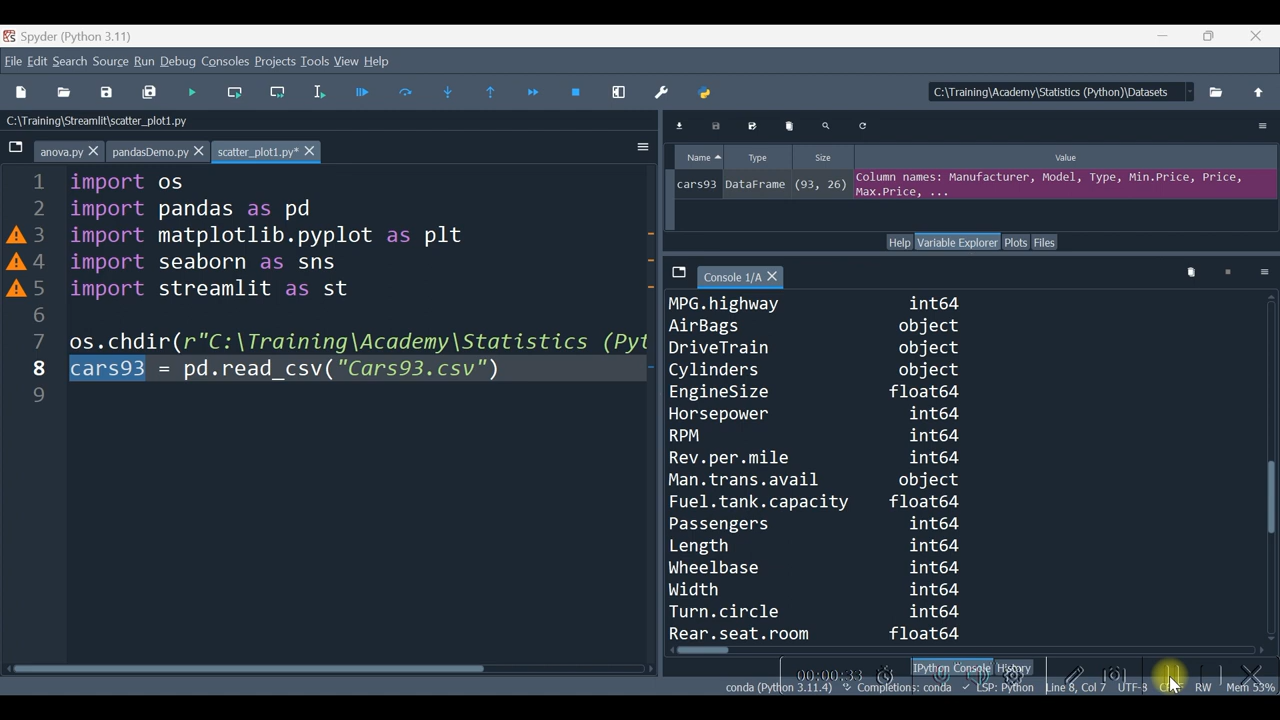 Spyder (Python 3.11)
File Edit Search Source Run Debug Consoles Projects Tools View Help
C:\Training\Academy\Statistics (Python)\Datasets
C:\Training\Streamlit\scatter_plot1.py
anova.py pandasDemo.py scatter_plot1.py*
1 import os
2 import pandas as pd
3 import matplotlib.pyplot as plt
4 import seaborn as sns
5 import streamlit as st
6
7 os.chdir(r"C:\Training\Academy\Statistics (Pyt
8 cars93 = pd.read_csv("Cars93.csv")
9
Name Type Size Value
cars93 DataFrame (93, 26) Column names: Manufacturer, Model, Type, Min.Price, Price,
Max.Price, ...
Help Variable Explorer Plots Files
Console 1/A
MPG.highway int64
AirBags object
DriveTrain object
Cylinders object
EngineSize float64
Horsepower int64
RPM int64
Rev.per.mile int64
Man.trans.avail object
Fuel.tank.capacity float64
Passengers int64
Length int64
Wheelbase int64
Width int64
Turn.circle int64
Rear.seat.room float64
00:00:33
IPython Console History
conda (Python 3.11.4) Completions: conda LSP: Python Line 8, Col 7 UTF-8 RW Mem 53%